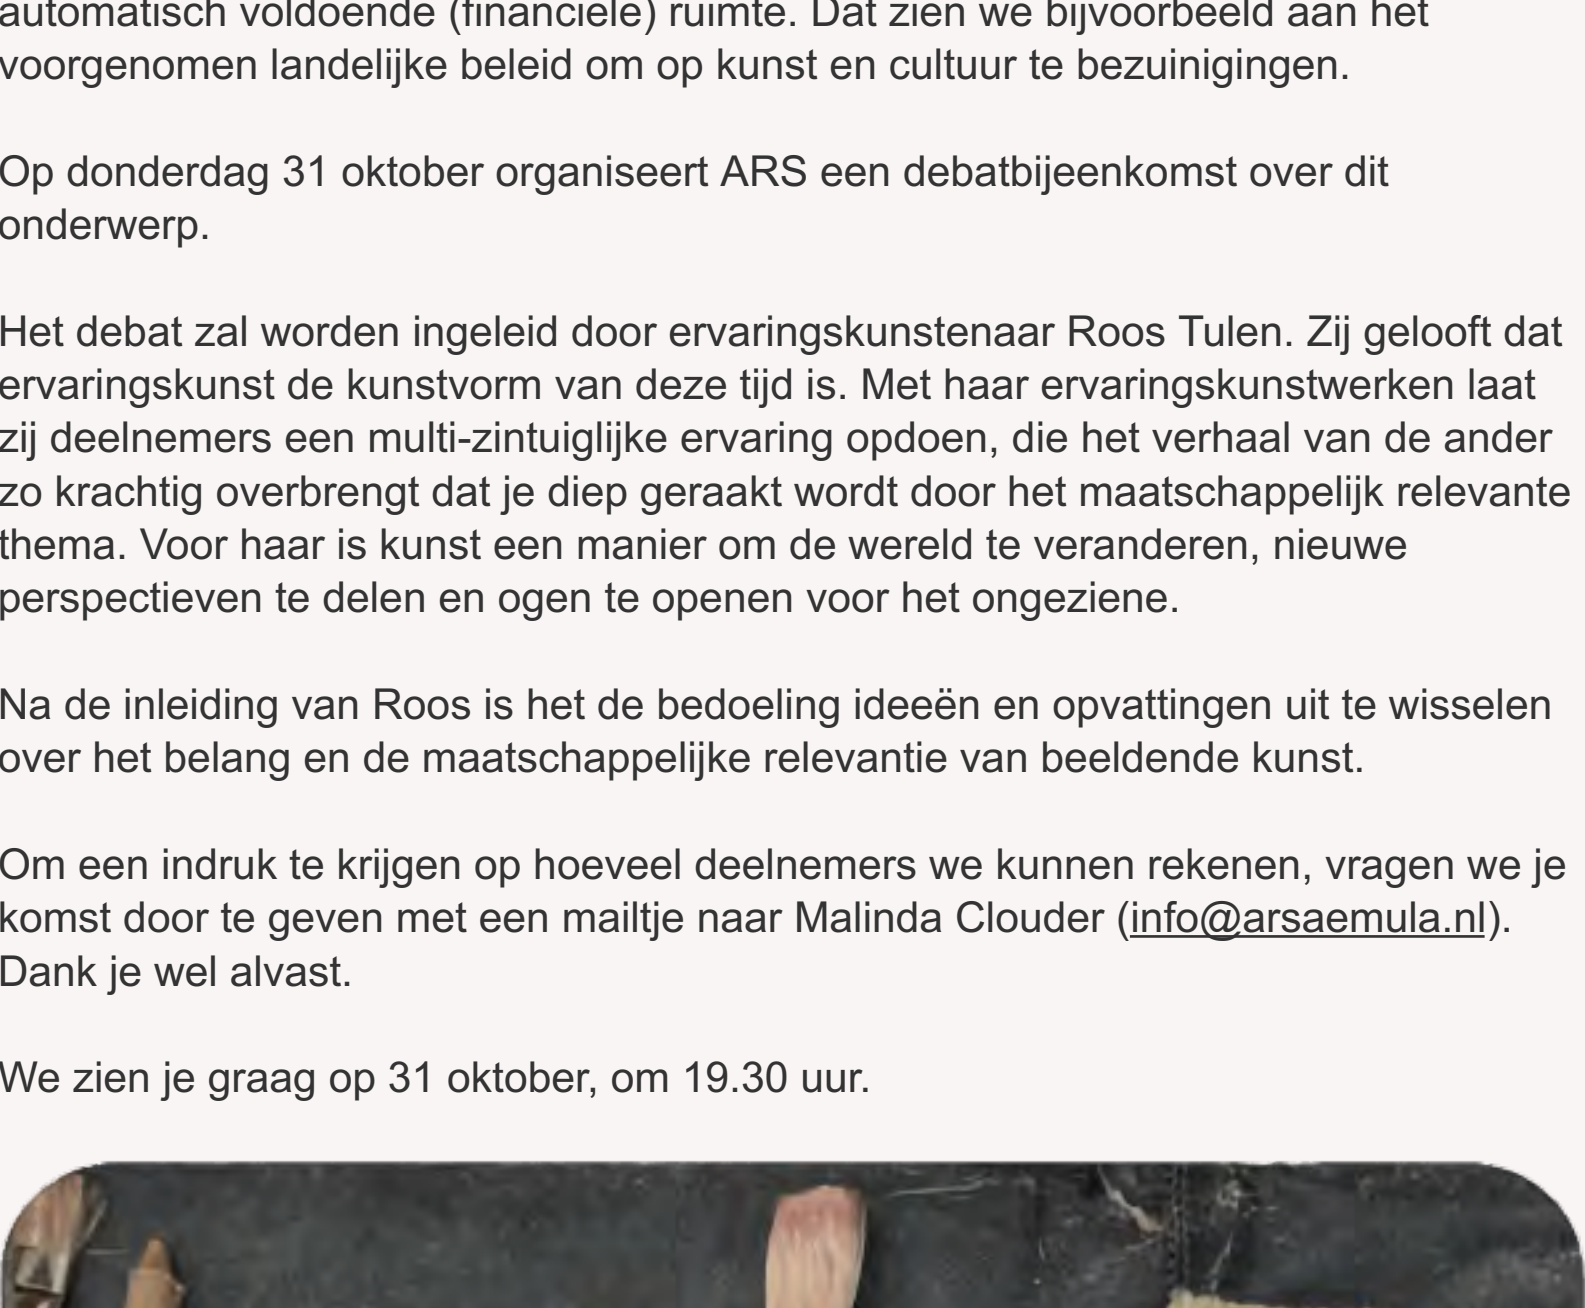 automatisch voldoende (financiële) ruimte. Dat zien we bijvoorbeeld aan het
voorgenomen landelijke beleid om op kunst en cultuur te bezuinigingen.
Op donderdag 31 oktober organiseert ARS een debatbijeenkomst over dit
onderwerp.
Het debat zal worden ingeleid door ervaringskunstenaar Roos Tulen. Zij gelooft dat
ervaringskunst de kunstvorm van deze tijd is. Met haar ervaringskunstwerken laat
zij deelnemers een multi-zintuiglijke ervaring opdoen, die het verhaal van de ander
zo krachtig overbrengt dat je diep geraakt wordt door het maatschappelijk relevante
thema. Voor haar is kunst een manier om de wereld te veranderen, nieuwe
perspectieven te delen en ogen te openen voor het ongeziene.
Na de inleiding van Roos is het de bedoeling ideeën en opvattingen uit te wisselen
over het belang en de maatschappelijke relevantie van beeldende kunst.
Om een indruk te krijgen op hoeveel deelnemers we kunnen rekenen, vragen we je
komst door te geven met een mailtje naar Malinda Clouder (info@arsaemula.nl).
Dank je wel alvast.
We zien je graag op 31 oktober, om 19.30 uur.